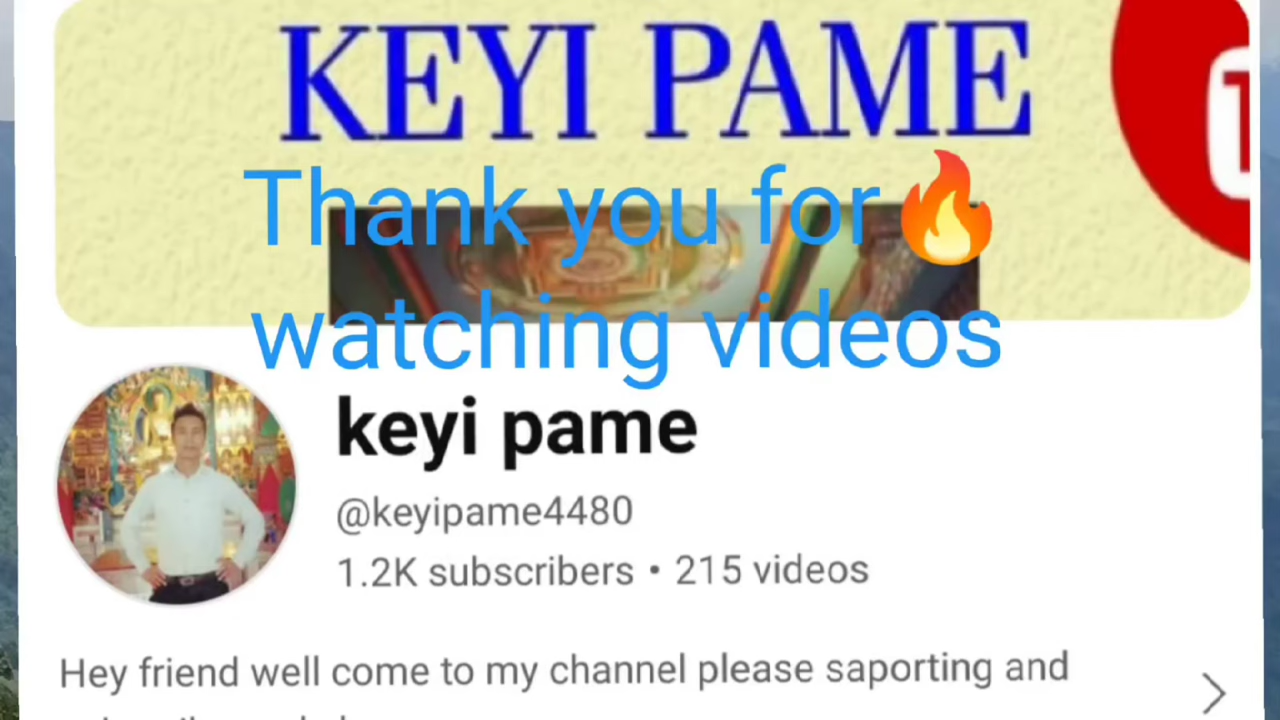 KEYI PAME
Thank you for🔥
watching videos
keyi pame
@keyipame4480
1.2K subscribers • 215 videos
Hey friend well come to my channel please saporting and